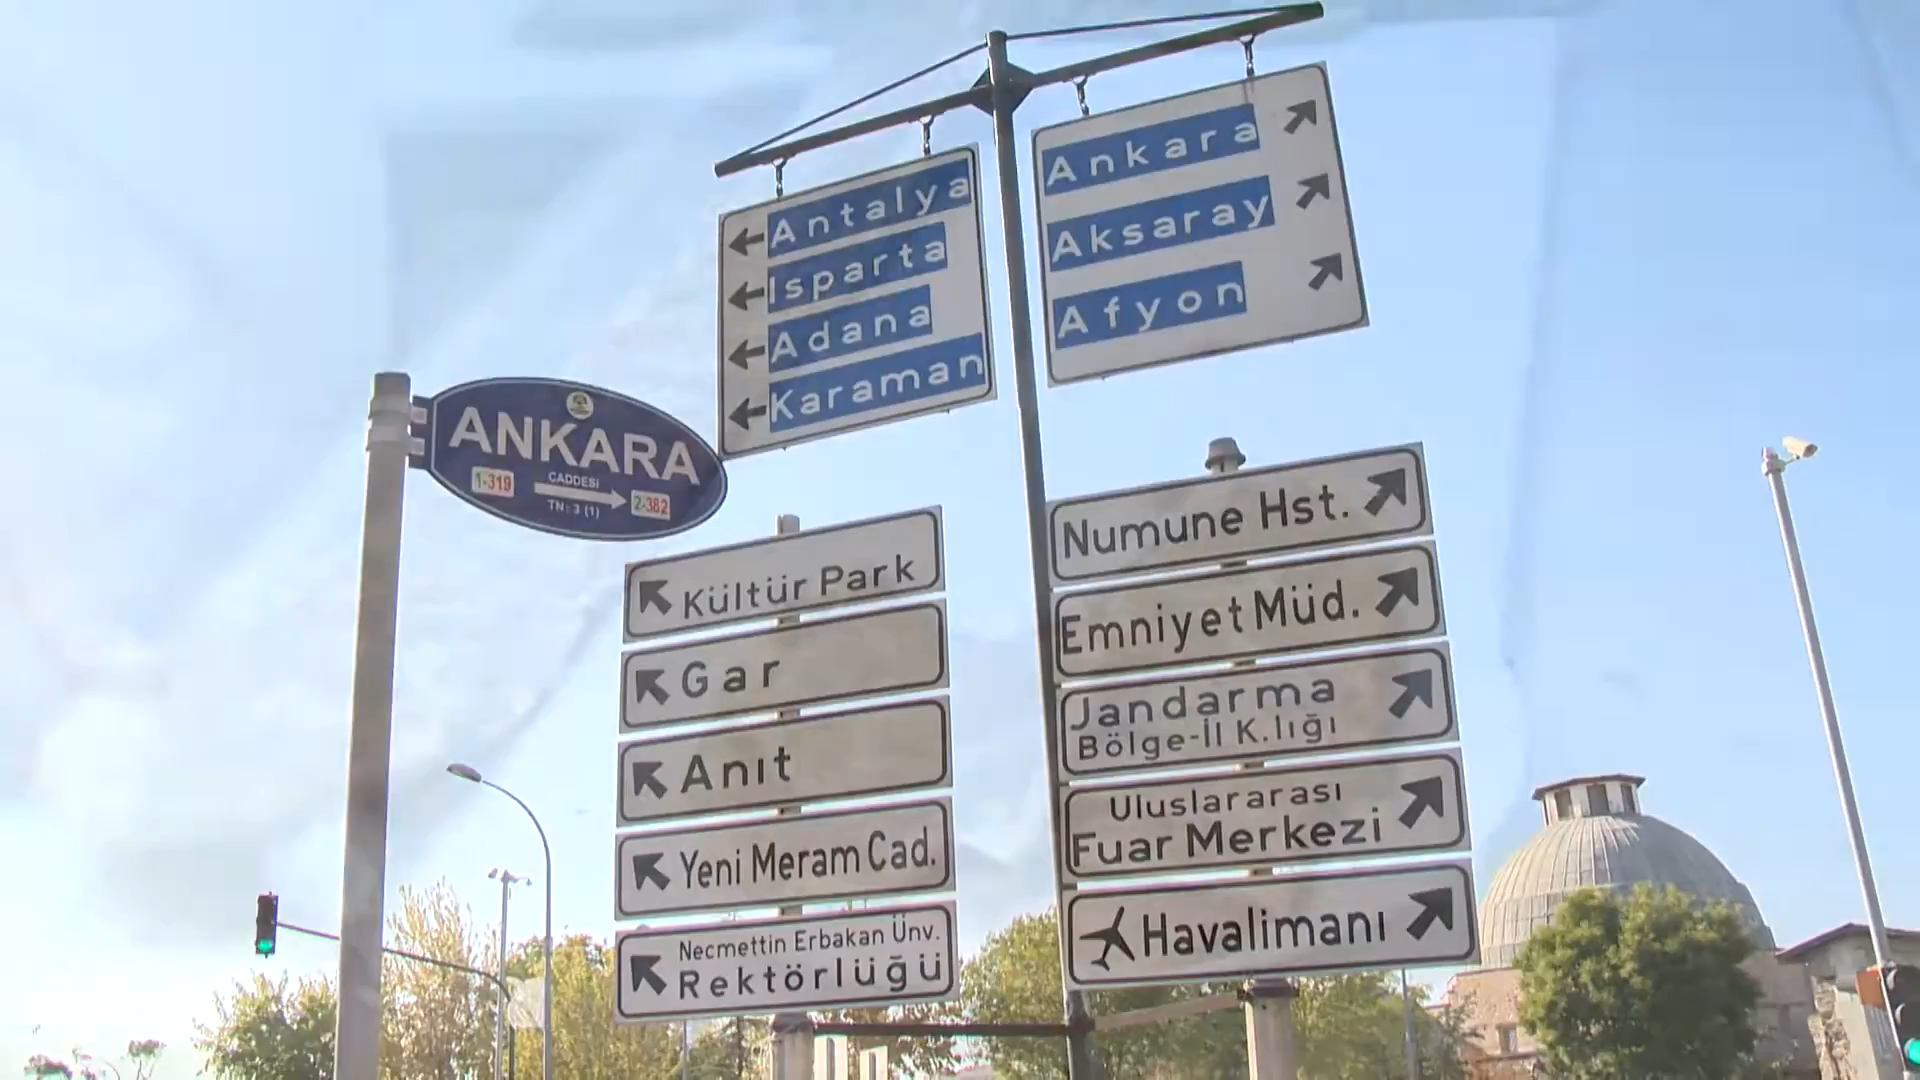 Antalya
Isparta
Adana
Karaman
Ankara
Aksaray
Afyon
ANKARA
CADDESİ
1-319
2-382
TN: 3 (1)
Kültür Park
Gar
Anıt
Yeni Meram Cad.
Necmettin Erbakan Ünv.
Rektörlüğü
Numune Hst.
Emniyet Müd.
Jandarma
Bölge-İl K.lığı
Uluslararası
Fuar Merkezi
Havalimanı